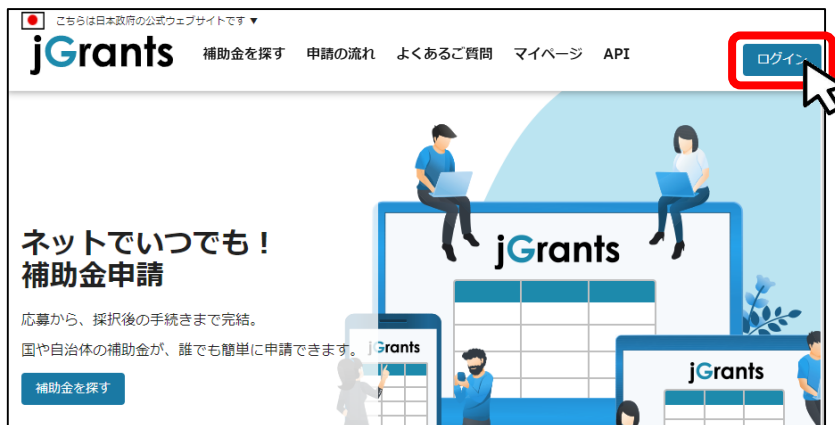 こちらは日本政府の公式ウェブサイトです ▼
jGrants 補助金を探す 申請の流れ よくあるご質問 マイページ API ログイン
jGrants
ネットでいつでも！
補助金申請
応募から、採択後の手続きまで完結。
国や自治体の補助金が、誰でも簡単に申請できます。
jGrants
jGrants
補助金を探す